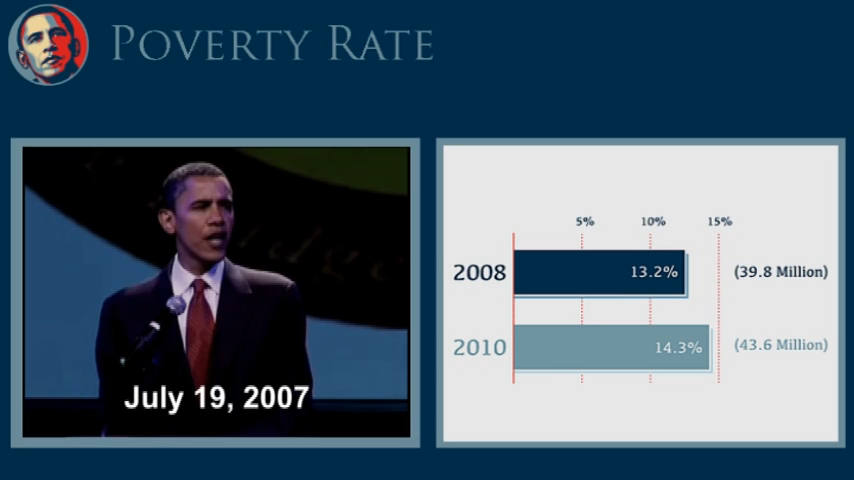 POVERTY RATE
July 19, 2007
5% 10% 15%
2008 13.2% (39.8 Million)
2010 14.3% (43.6 Million)